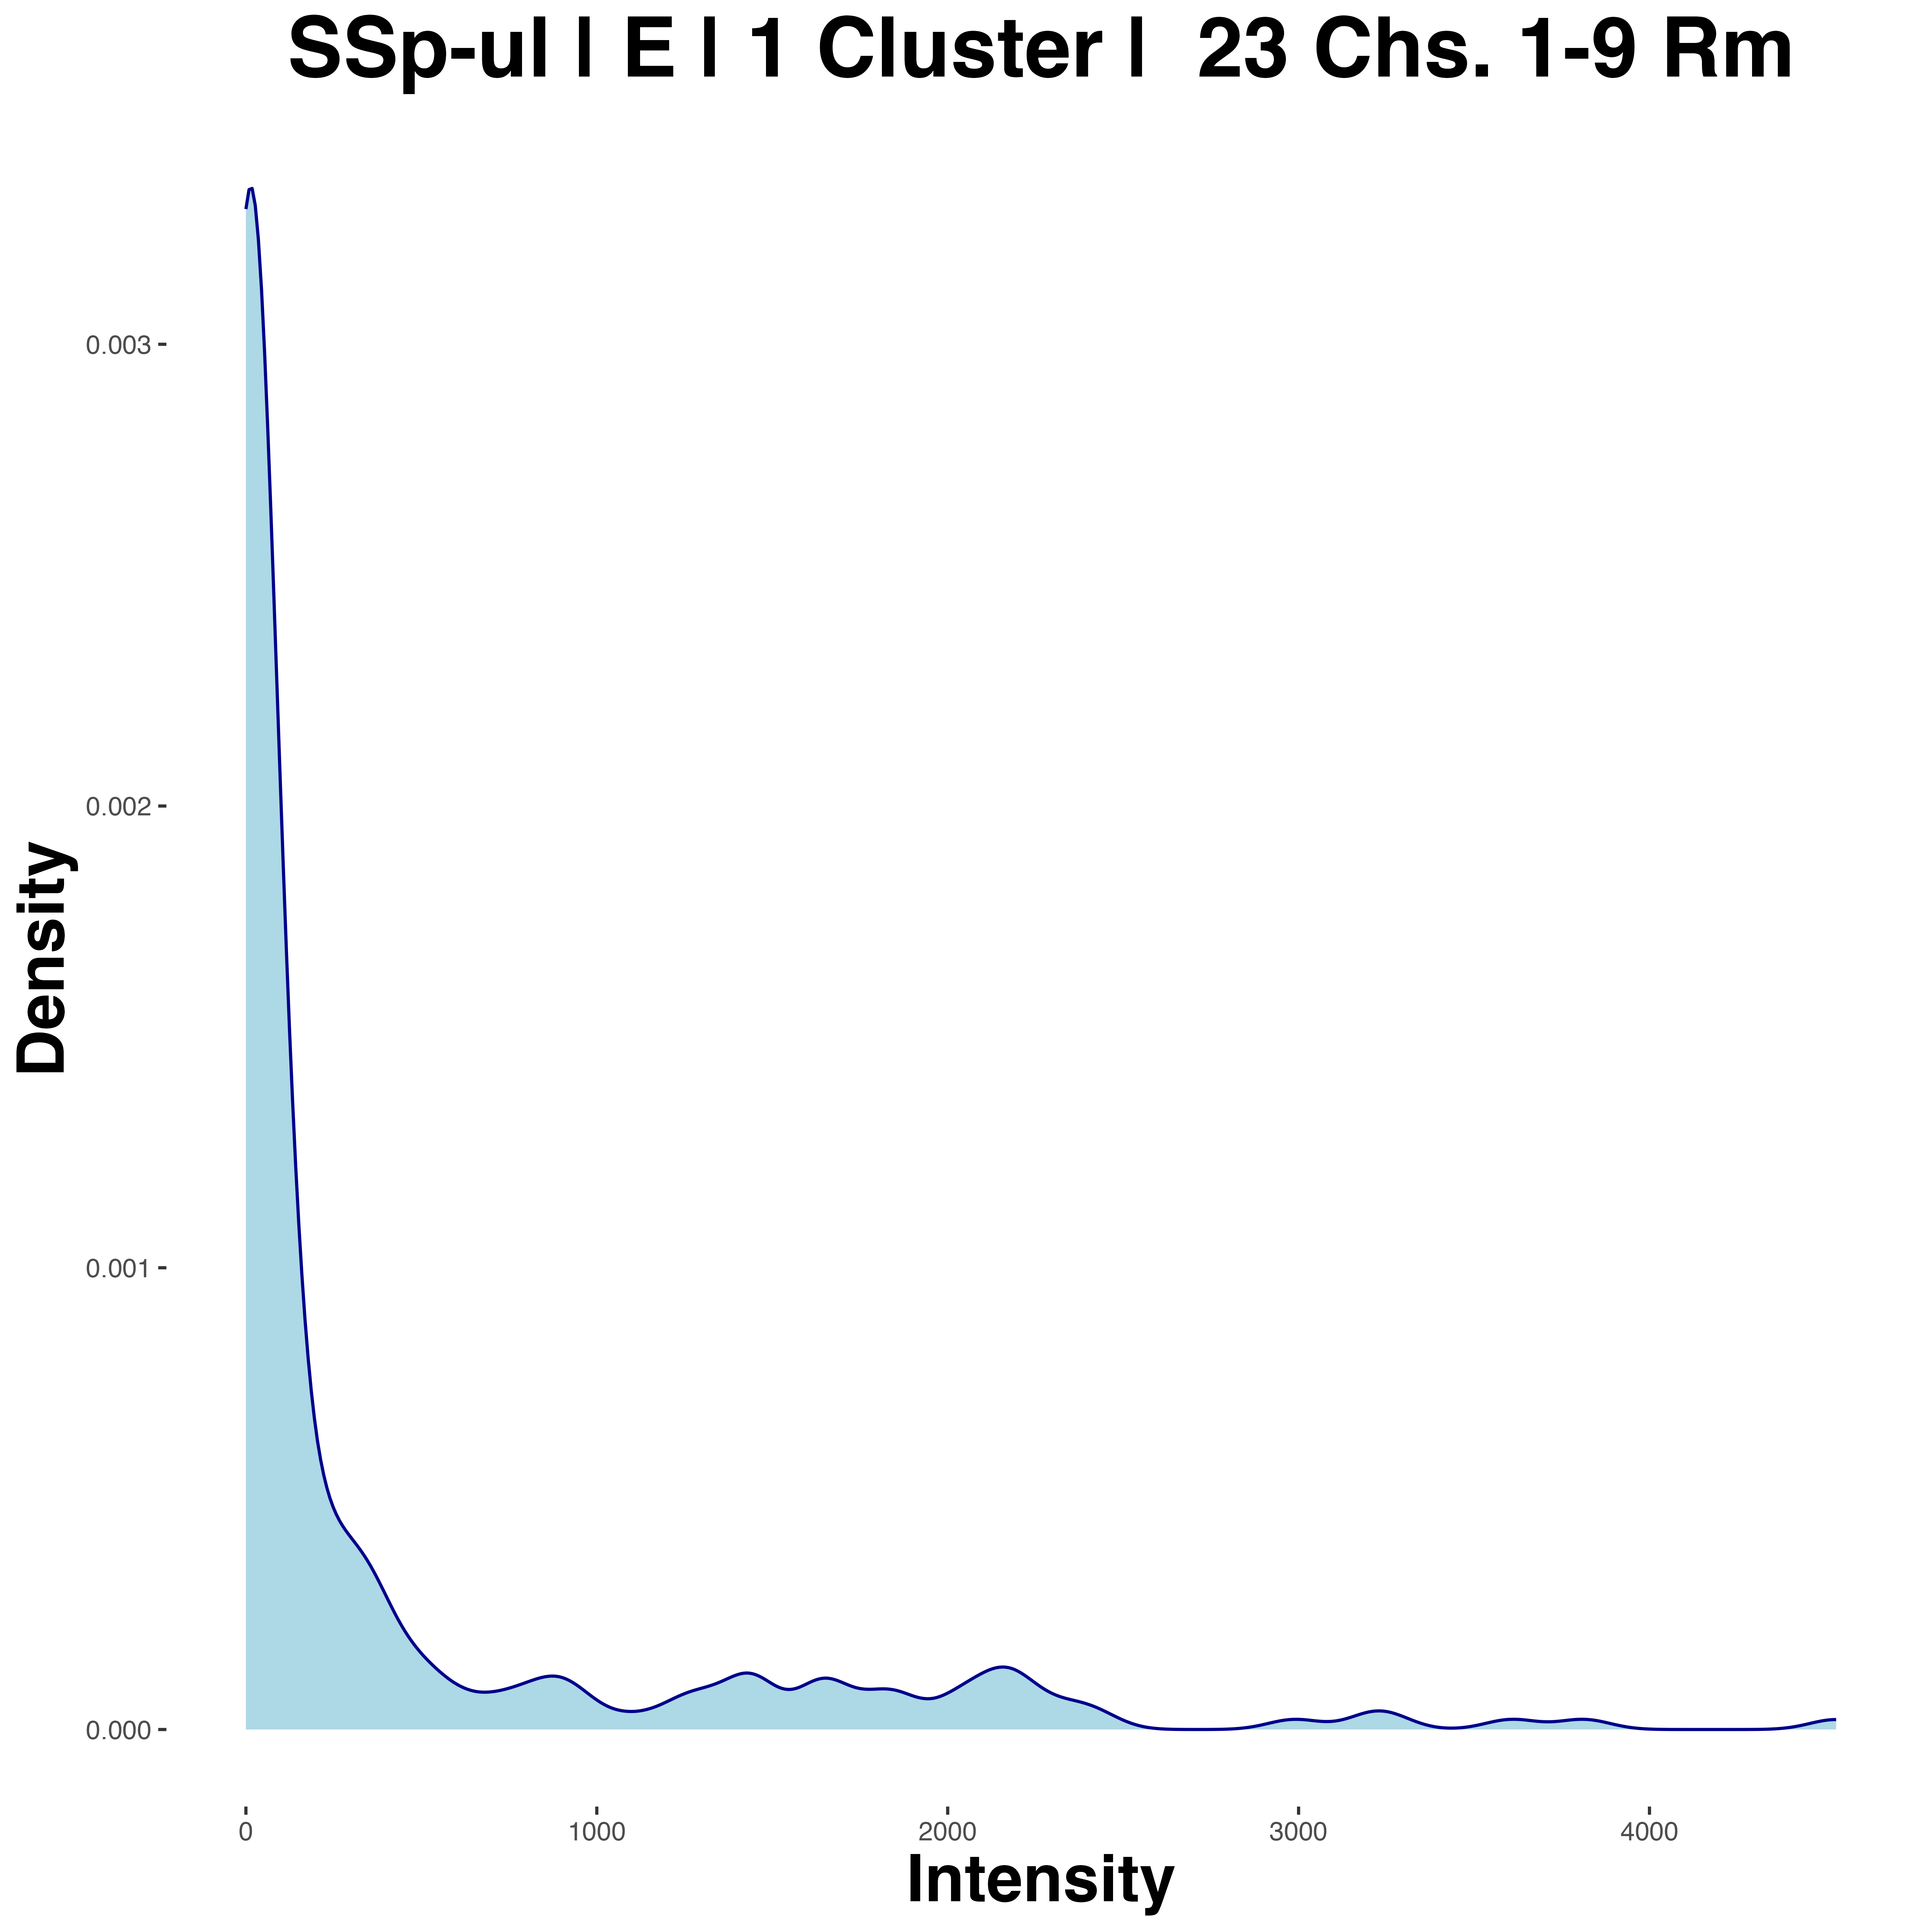 SSp-ul | E | 1 Cluster |  23 Chs. 1-9 Rm
0.003
0.002
0.001
0.000
Density
0 1000 2000 3000 4000
Intensity